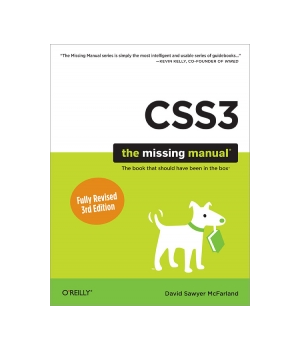 "The Missing Manual series is simply the most intelligent and usable series of guidebooks..."
—KEVIN KELLY, CO-FOUNDER OF WIRED
CSS3
the missing manual®
The book that should have been in the box®
Fully Revised
3rd Edition
O'REILLY®
David Sawyer McFarland